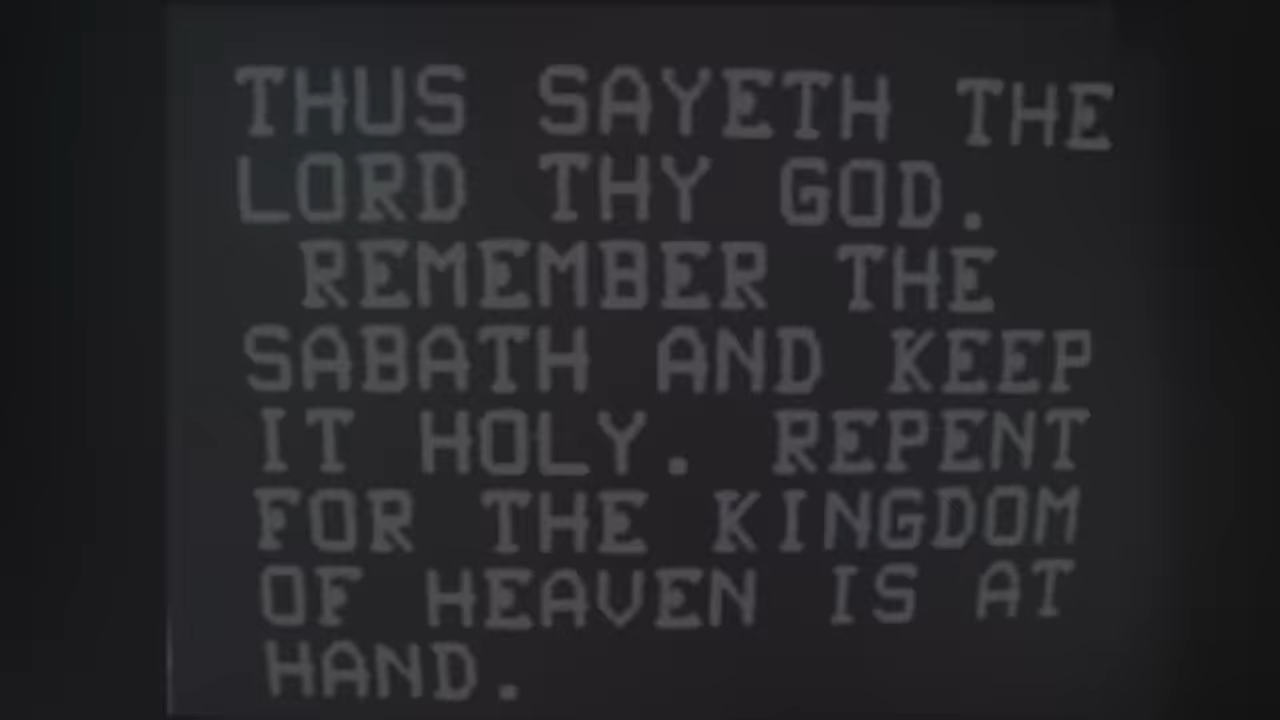 THUS SAYETH THE
LORD THY GOD.
REMEMBER THE
SABATH AND KEEP
IT HOLY. REPENT
FOR THE KINGDOM
OF HEAVEN IS AT
HAND.